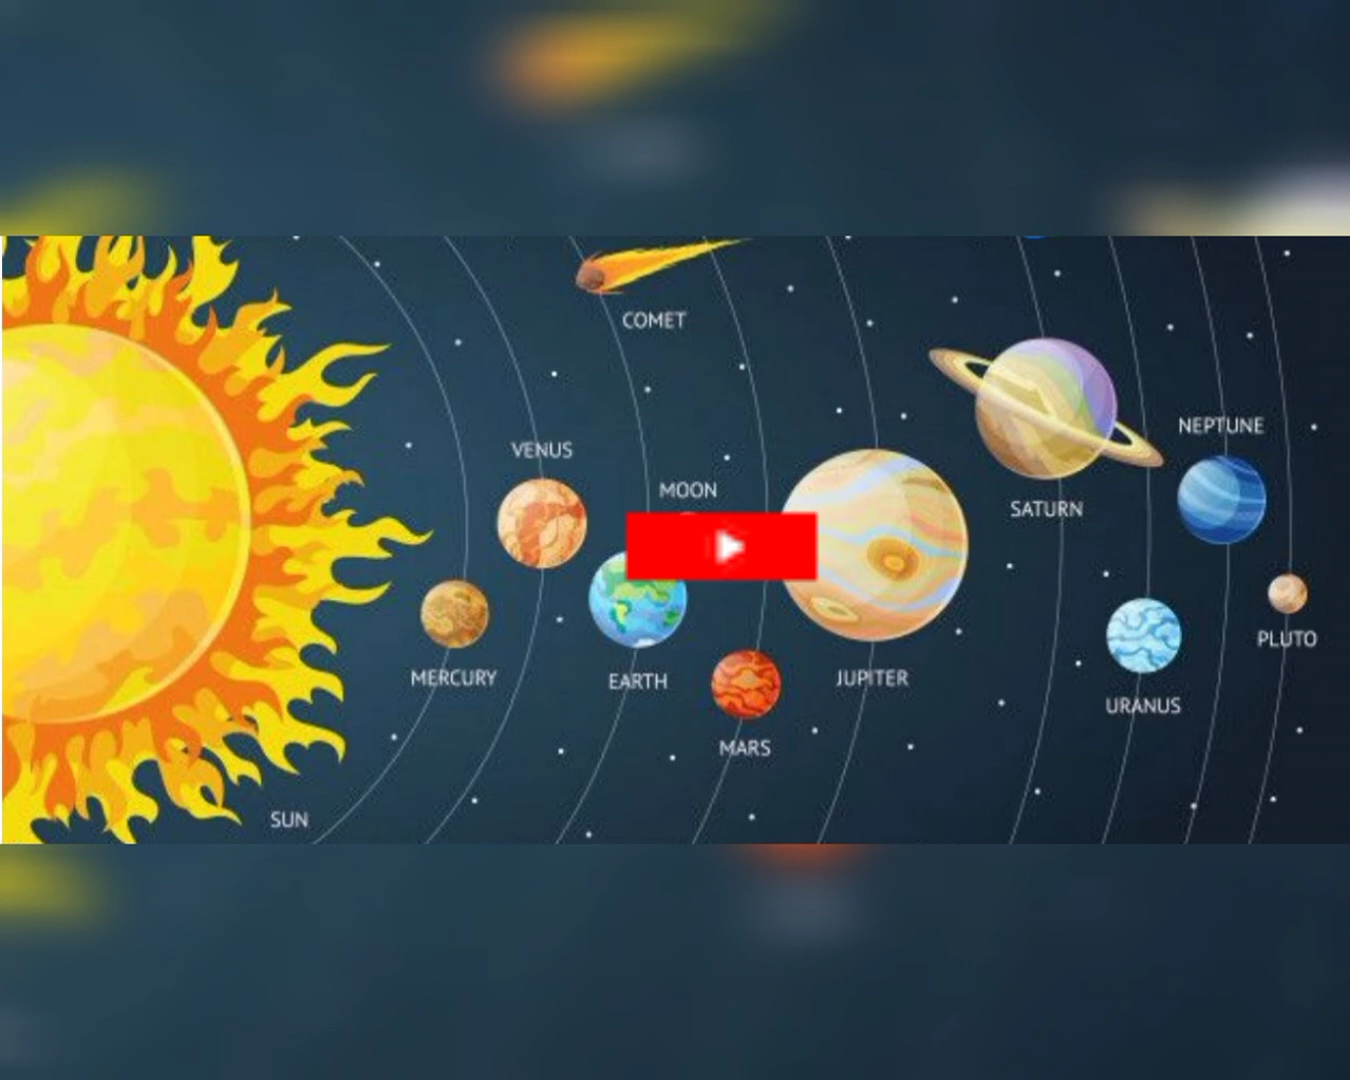 COMET
NEPTUNE
VENUS
MOON
SATURN
PLUTO
MERCURY
EARTH
JUPITER
URANUS
MARS
SUN